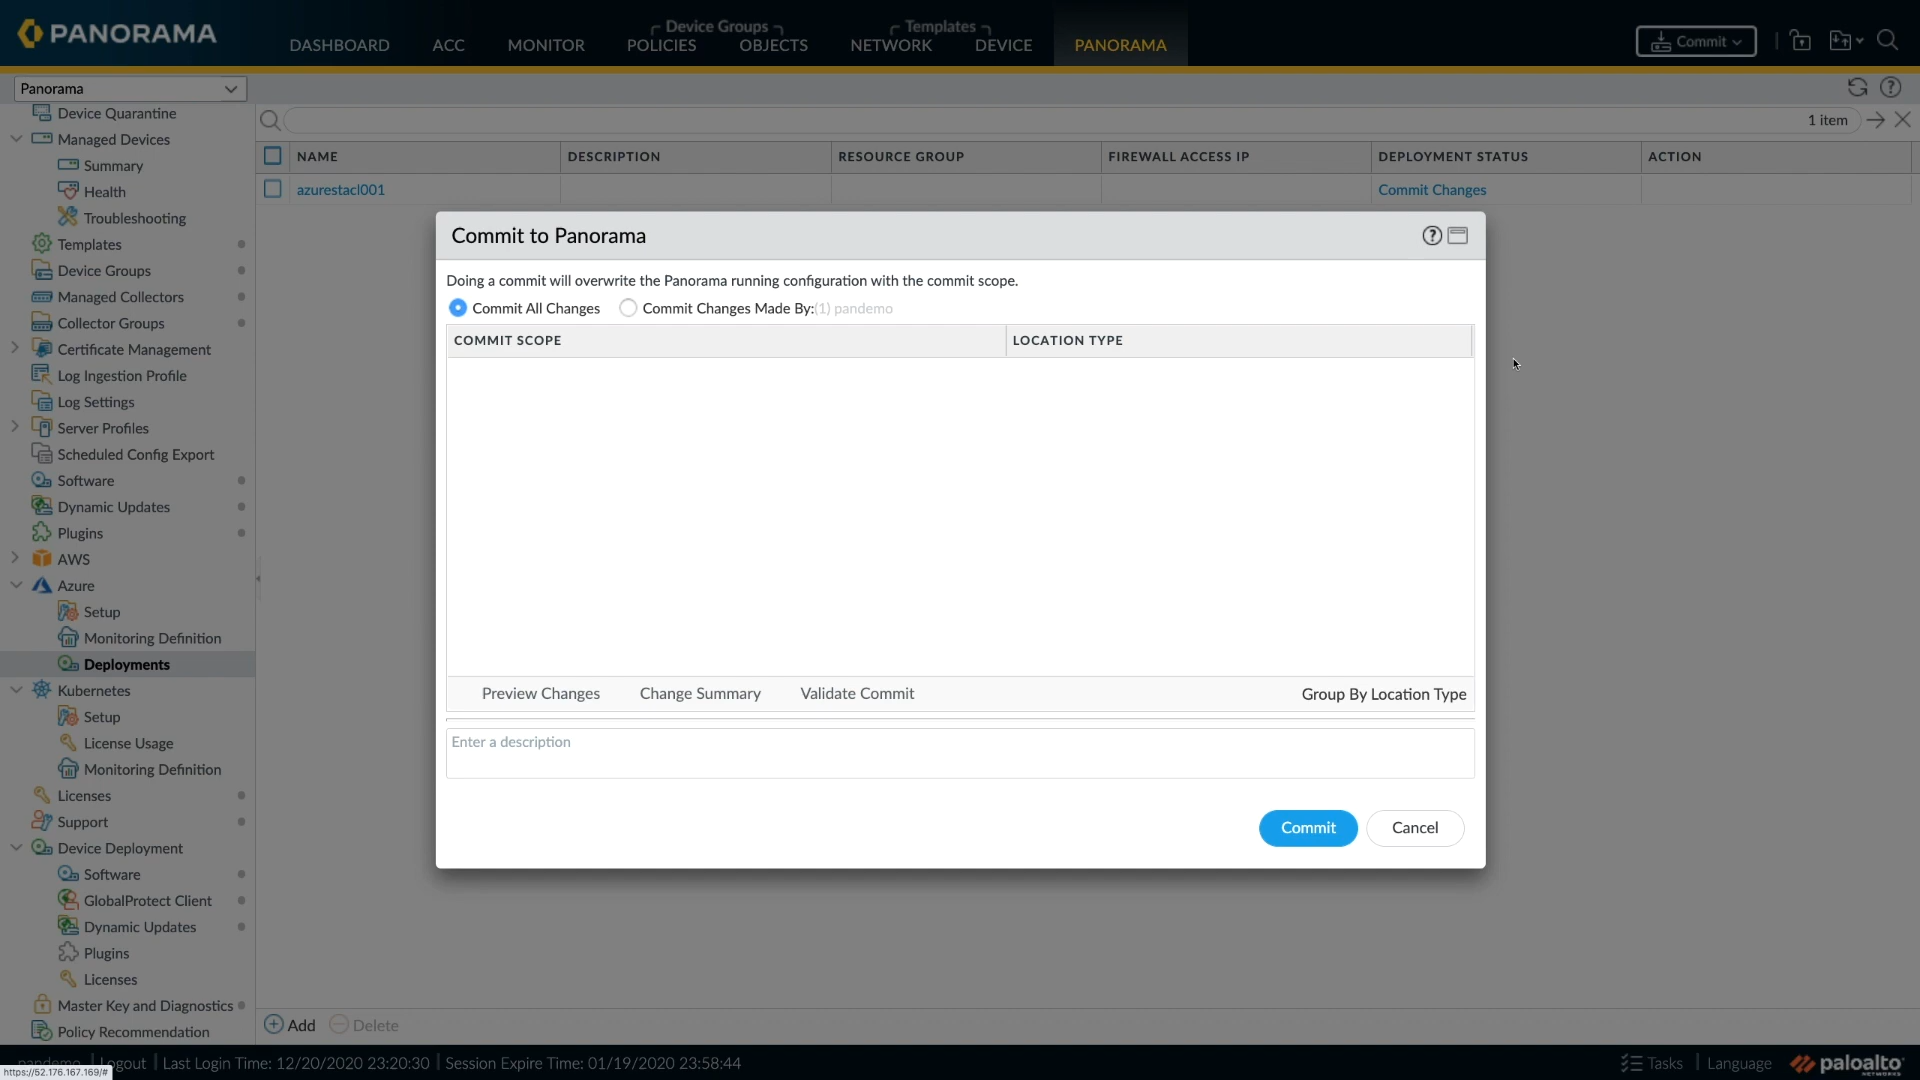 PANORAMA
Device Groups
Templates
DASHBOARD ACC MONITOR POLICIES OBJECTS NETWORK DEVICE PANORAMA
Commit
Panorama
Device Quarantine
Managed Devices
Summary
Health
Troubleshooting
Templates
Device Groups
Managed Collectors
Collector Groups
Certificate Management
Log Ingestion Profile
Log Settings
Server Profiles
Scheduled Config Export
Software
Dynamic Updates
Plugins
AWS
Azure
Setup
Monitoring Definition
Deployments
Kubernetes
Setup
License Usage
Monitoring Definition
Licenses
Support
Device Deployment
Software
GlobalProtect Client
Dynamic Updates
Plugins
Licenses
Master Key and Diagnostics
Policy Recommendation
1 item
NAME DESCRIPTION RESOURCE GROUP FIREWALL ACCESS IP DEPLOYMENT STATUS ACTION
azurestacl001 Commit Changes
Commit to Panorama
Doing a commit will overwrite the Panorama running configuration with the commit scope.
Commit All Changes Commit Changes Made By:(1) pandemo
COMMIT SCOPE LOCATION TYPE
Preview Changes Change Summary Validate Commit Group By Location Type
Enter a description
Commit Cancel
Add Delete
pandemo | Logout | Last Login Time: 12/20/2020 23:20:30 | Session Expire Time: 01/19/2020 23:58:44
Tasks | Language paloalto
NETWORKS
https://52.176.167.169/#